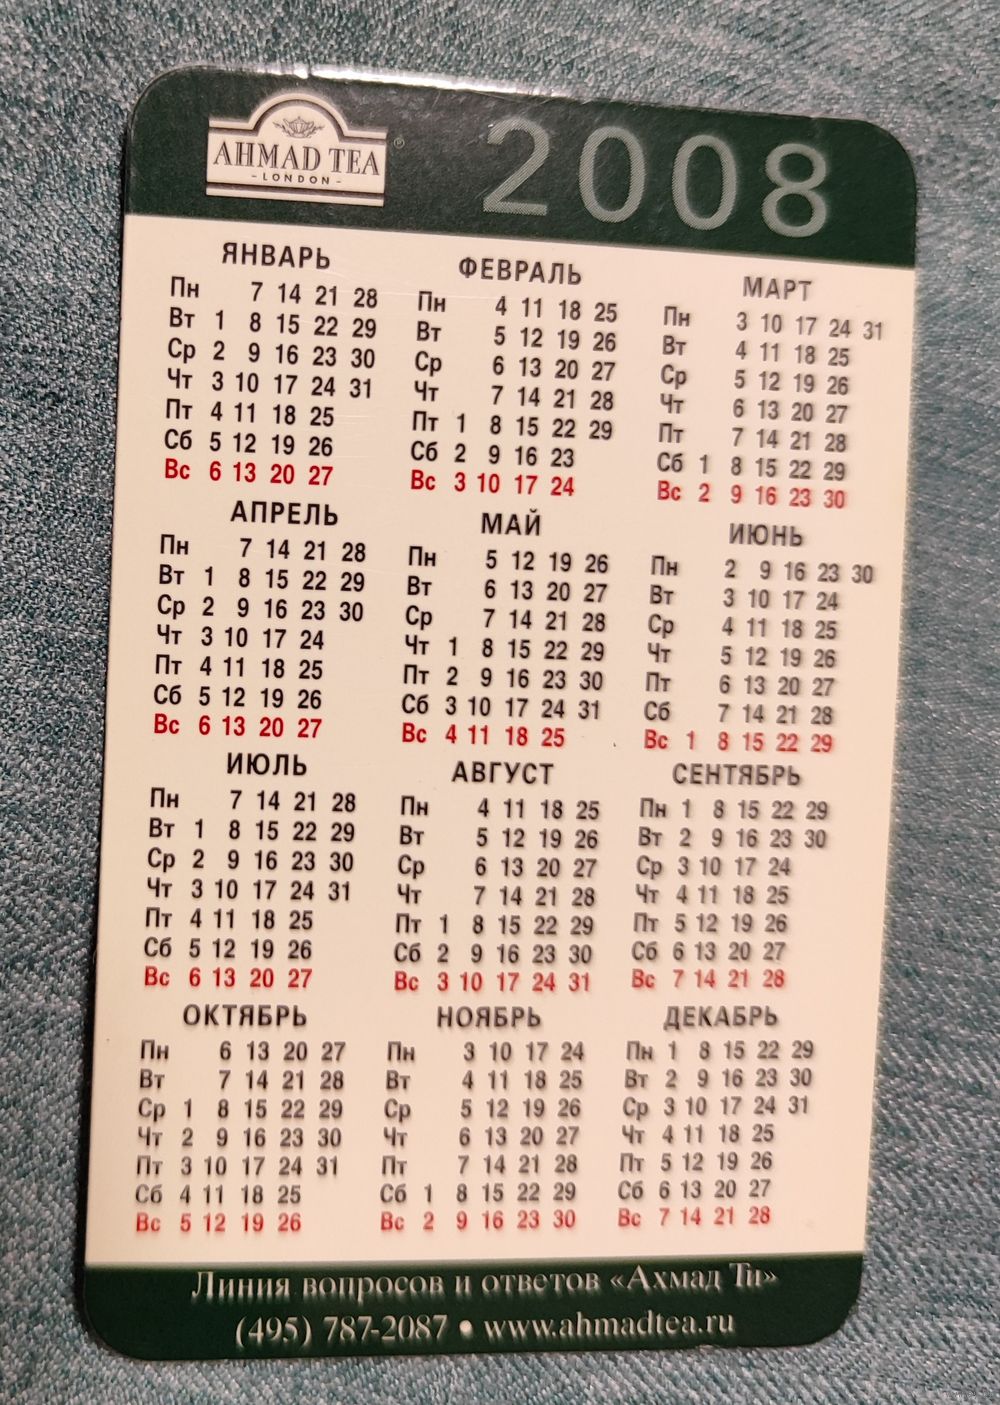 AHMAD TEA ®
- LONDON -
2008
ЯНВАРЬ
Пн 7 14 21 28
Вт 1 8 15 22 29
Ср 2 9 16 23 30
Чт 3 10 17 24 31
Пт 4 11 18 25
Сб 5 12 19 26
Вс 6 13 20 27
ФЕВРАЛЬ
Пн 4 11 18 25
Вт 5 12 19 26
Ср 6 13 20 27
Чт 7 14 21 28
Пт 1 8 15 22 29
Сб 2 9 16 23
Вс 3 10 17 24
МАРТ
Пн 3 10 17 24 31
Вт 4 11 18 25
Ср 5 12 19 26
Чт 6 13 20 27
Пт 7 14 21 28
Сб 1 8 15 22 29
Вс 2 9 16 23 30
АПРЕЛЬ
Пн 7 14 21 28
Вт 1 8 15 22 29
Ср 2 9 16 23 30
Чт 3 10 17 24
Пт 4 11 18 25
Сб 5 12 19 26
Вс 6 13 20 27
МАЙ
Пн 5 12 19 26
Вт 6 13 20 27
Ср 7 14 21 28
Чт 1 8 15 22 29
Пт 2 9 16 23 30
Сб 3 10 17 24 31
Вс 4 11 18 25
ИЮНЬ
Пн 2 9 16 23 30
Вт 3 10 17 24
Ср 4 11 18 25
Чт 5 12 19 26
Пт 6 13 20 27
Сб 7 14 21 28
Вс 1 8 15 22 29
ИЮЛЬ
Пн 7 14 21 28
Вт 1 8 15 22 29
Ср 2 9 16 23 30
Чт 3 10 17 24 31
Пт 4 11 18 25
Сб 5 12 19 26
Вс 6 13 20 27
АВГУСТ
Пн 4 11 18 25
Вт 5 12 19 26
Ср 6 13 20 27
Чт 7 14 21 28
Пт 1 8 15 22 29
Сб 2 9 16 23 30
Вс 3 10 17 24 31
СЕНТЯБРЬ
Пн 1 8 15 22 29
Вт 2 9 16 23 30
Ср 3 10 17 24
Чт 4 11 18 25
Пт 5 12 19 26
Сб 6 13 20 27
Вс 7 14 21 28
ОКТЯБРЬ
Пн 6 13 20 27
Вт 7 14 21 28
Ср 1 8 15 22 29
Чт 2 9 16 23 30
Пт 3 10 17 24 31
Сб 4 11 18 25
Вс 5 12 19 26
НОЯБРЬ
Пн 3 10 17 24
Вт 4 11 18 25
Ср 5 12 19 26
Чт 6 13 20 27
Пт 7 14 21 28
Сб 1 8 15 22 29
Вс 2 9 16 23 30
ДЕКАБРЬ
Пн 1 8 15 22 29
Вт 2 9 16 23 30
Ср 3 10 17 24 31
Чт 4 11 18 25
Пт 5 12 19 26
Сб 6 13 20 27
Вс 7 14 21 28
Линия вопросов и ответов «Ахмад Ти»
(495) 787-2087 • www.ahmadtea.ru